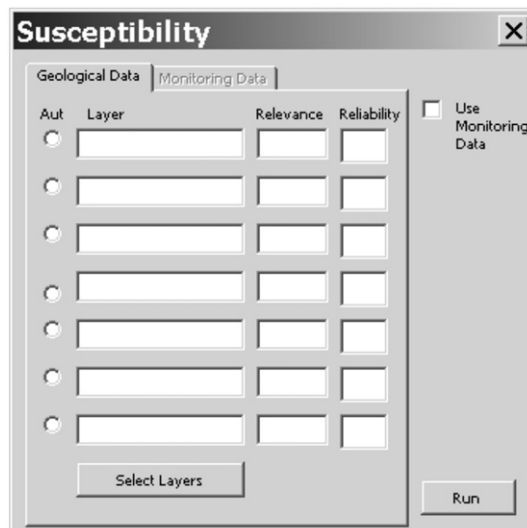 Susceptibility
Geological Data
Monitoring Data
Aut Layer Relevance Reliability
Use
Monitoring
Data
Select Layers
Run